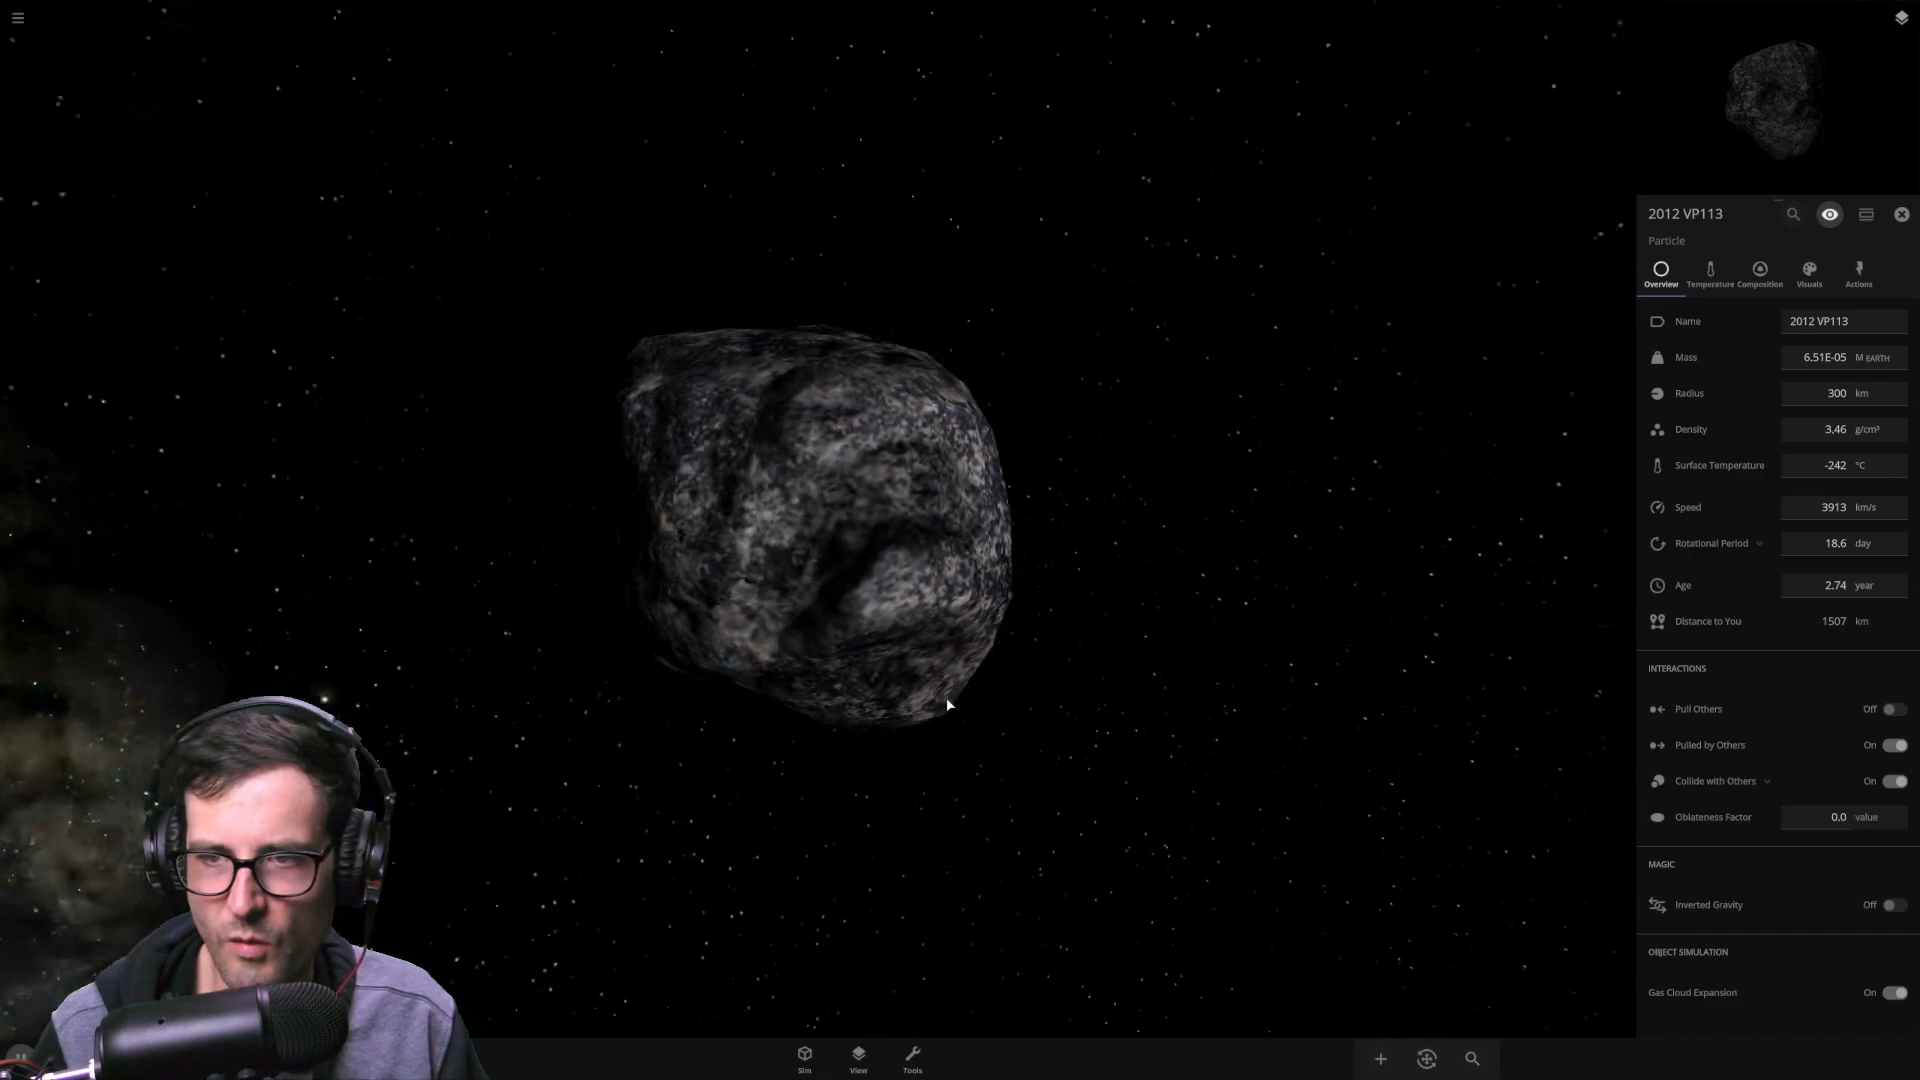 2012 VP113
Particle
Overview Temperature Composition Visuals Actions
Name 2012 VP113
Mass 6.51E-05 M EARTH
Radius 300 km
Density 3.46 g/cm³
Surface Temperature -242 °C
Speed 3913 km/s
Rotational Period 18.6 day
Age 2.74 year
Distance to You 1507 km
INTERACTIONS
Pull Others Off
Pulled by Others On
Collide with Others On
Oblateness Factor 0.0 value
MAGIC
Inverted Gravity Off
OBJECT SIMULATION
Gas Cloud Expansion On
Sim View Tools